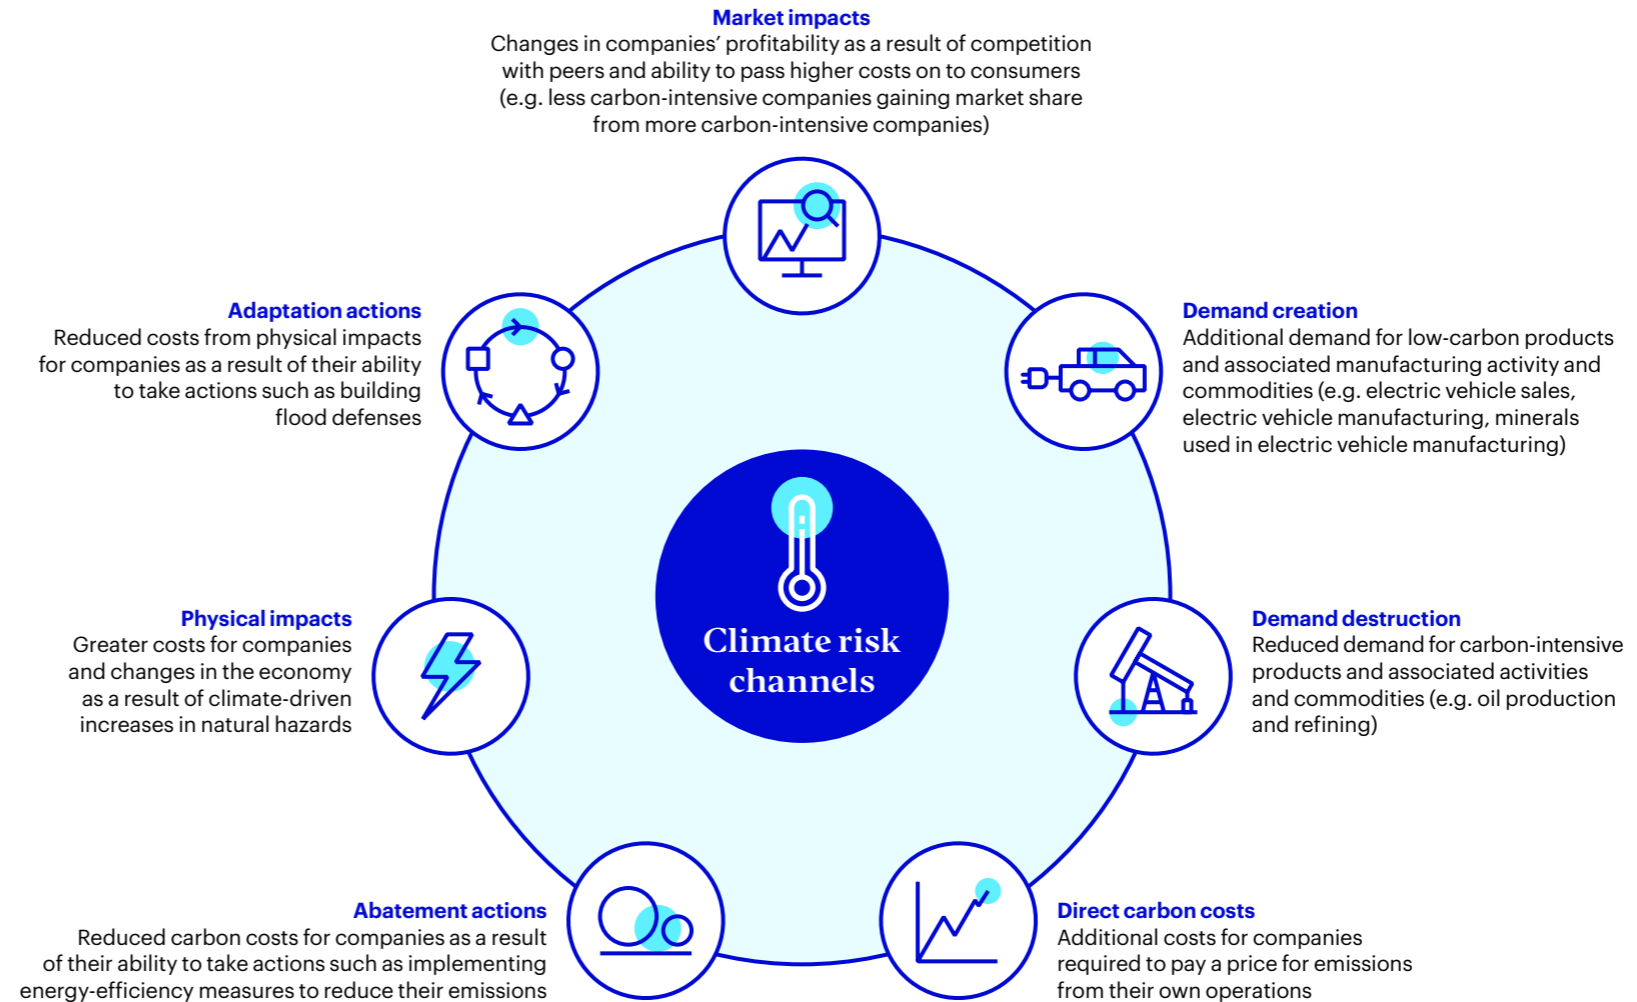 Market impacts
Changes in companies’ profitability as a result of competition
with peers and ability to pass higher costs on to consumers
(e.g. less carbon-intensive companies gaining market share
from more carbon-intensive companies)
Adaptation actions
Reduced costs from physical impacts
for companies as a result of their ability
to take actions such as building
flood defenses
Demand creation
Additional demand for low-carbon products
and associated manufacturing activity and
commodities (e.g. electric vehicle sales,
electric vehicle manufacturing, minerals
used in electric vehicle manufacturing)
Climate risk
channels
Physical impacts
Greater costs for companies
and changes in the economy
as a result of climate-driven
increases in natural hazards
Demand destruction
Reduced demand for carbon-intensive
products and associated activities
and commodities (e.g. oil production
and refining)
Abatement actions
Reduced carbon costs for companies as a result
of their ability to take actions such as implementing
energy-efficiency measures to reduce their emissions
Direct carbon costs
Additional costs for companies
required to pay a price for emissions
from their own operations